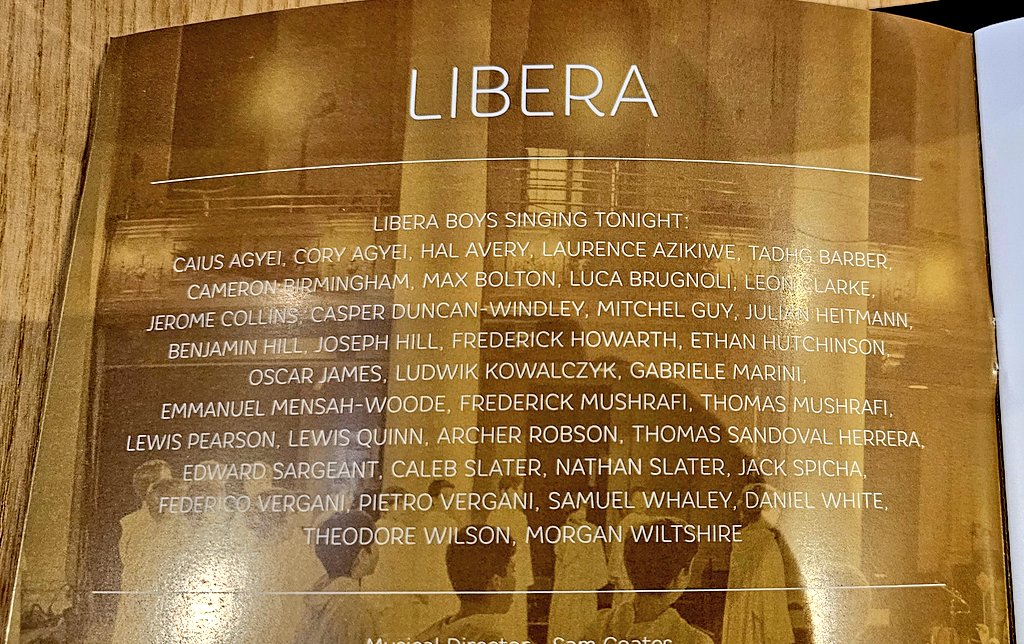 LIBERA
LIBERA BOYS SINGING TONIGHT:
CAIUS AGYEI, CORY AGYEI, HAL AVERY, LAURENCE AZIKIWE, TADHG BARBER,
CAMERON BIRMINGHAM, MAX BOLTON, LUCA BRUGNOLI, LEON CLARKE,
JEROME COLLINS, CASPER DUNCAN-WINDLEY, MITCHEL GUY, JULIAN HEITMANN,
BENJAMIN HILL, JOSEPH HILL, FREDERICK HOWARTH, ETHAN HUTCHINSON,
OSCAR JAMES, LUDWIK KOWALCZYK, GABRIELE MARINI,
EMMANUEL MENSAH-WOODE, FREDERICK MUSHRAFI, THOMAS MUSHRAFI,
LEWIS PEARSON, LEWIS QUINN, ARCHER ROBSON, THOMAS SANDOVAL HERRERA,
EDWARD SARGEANT, CALEB SLATER, NATHAN SLATER, JACK SPICHA,
FEDERICO VERGANI, PIETRO VERGANI, SAMUEL WHALEY, DANIEL WHITE,
THEODORE WILSON, MORGAN WILTSHIRE
Musical Director - Sam Coates